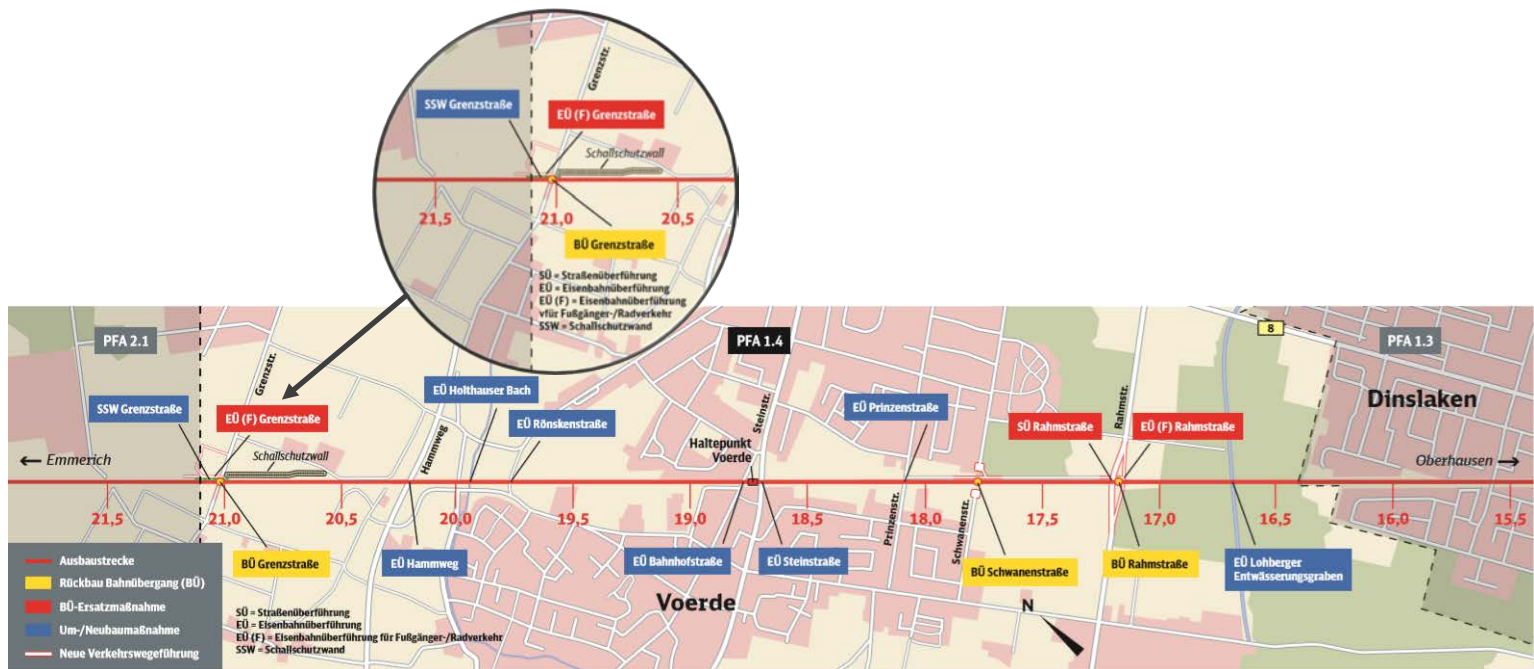 Grenzstr.
SSW Grenzstraße
EÜ (F) Grenzstraße
Schallschutzwall
21,5
21,0
20,5
BÜ Grenzstraße
SÜ = Straßenüberführung
EÜ = Eisenbahnüberführung
EÜ (F) = Eisenbahnüberführung
vfür Fußgänger-/Radverkehr
SSW = Schallschutzwand
PFA 2.1
PFA 1.4
8
PFA 1.3
Grenzstr.
Hammweg
Steinstr.
Rahmstr.
Dinslaken
SSW Grenzstraße
EÜ (F) Grenzstraße
EÜ Holthauser Bach
EÜ Rönskenstraße
EÜ Prinzenstraße
SÜ Rahmstraße
EÜ (F) Rahmstraße
Haltepunkt
Voerde
Schallschutzwall
← Emmerich
Oberhausen →
21,5
21,0
20,5
20,0
19,5
19,0
18,5
18,0
17,5
17,0
16,5
16,0
15,5
Prinzenstr.
Schwanenstr.
BÜ Grenzstraße
EÜ Hammweg
EÜ Bahnhofstraße
EÜ Steinstraße
BÜ Schwanenstraße
BÜ Rahmstraße
EÜ Lohberger
Entwässerungsgraben
Voerde
N
Ausbaustrecke
Rückbau Bahnübergang (BÜ)
BÜ-Ersatzmaßnahme
Um-/Neubaumaßnahme
Neue Verkehrswegeführung
SÜ = Straßenüberführung
EÜ = Eisenbahnüberführung
EÜ (F) = Eisenbahnüberführung für Fußgänger-/Radverkehr
SSW = Schallschutzwand